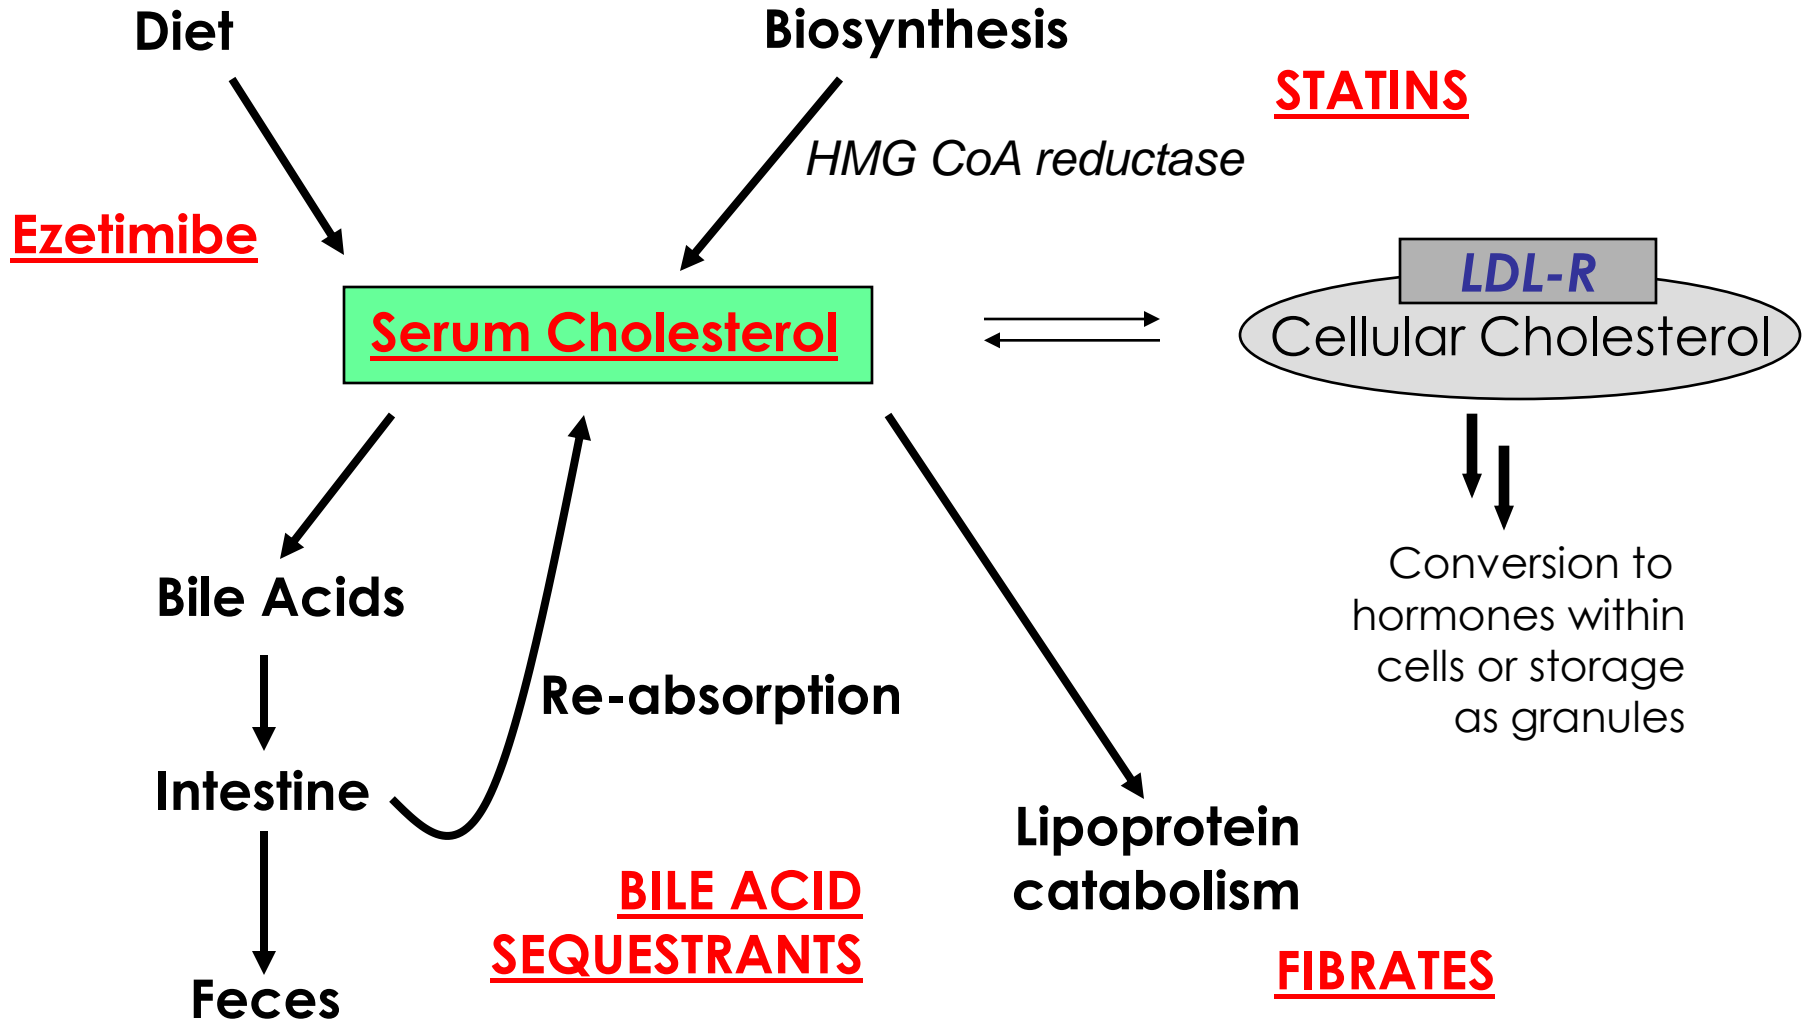 Diet
Biosynthesis
STATINS
HMG CoA reductase
Ezetimibe
LDL-R
Serum Cholesterol
Cellular Cholesterol
Conversion to
hormones within
cells or storage
as granules
Bile Acids
Re-absorption
Intestine
Lipoprotein
catabolism
BILE ACID
SEQUESTRANTS
FIBRATES
Feces